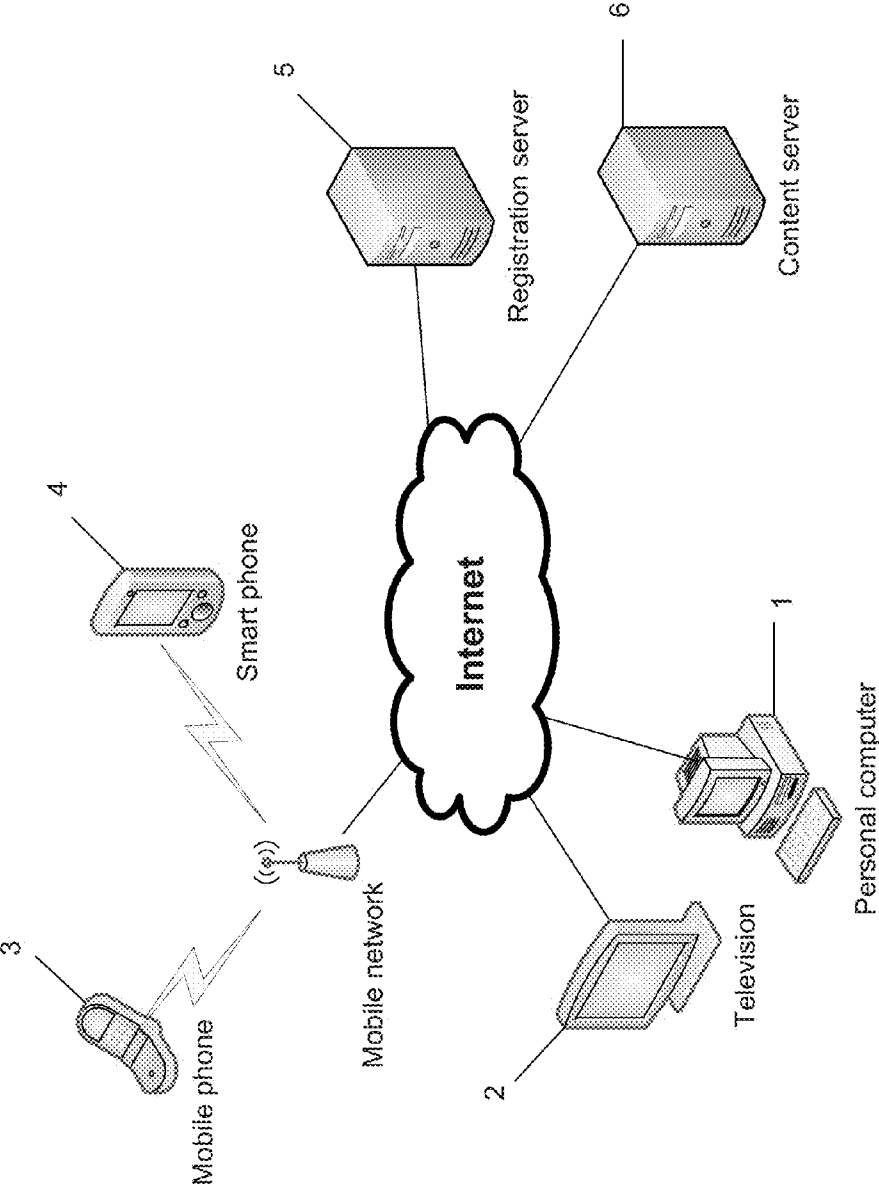 3
Mobile phone
Mobile network
4
Smart phone
5
Registration server
6
Content server
Internet
2
Television
1
Personal computer